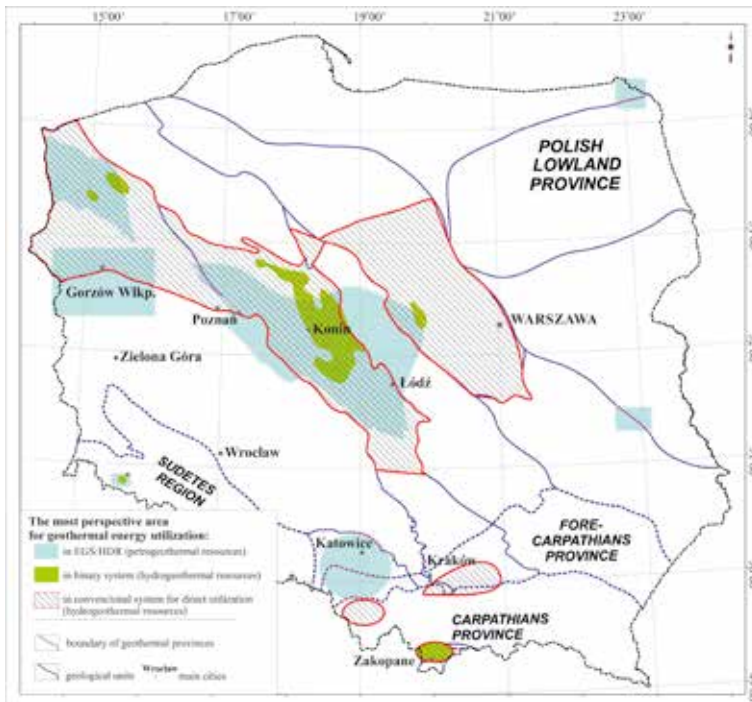 15°00'
17°00'
19°00'
21°00'
23°00'
POLISH
LOWLAND
PROVINCE
Gorzów Wlkp.
Poznań
Konin
WARSZAWA
Zielona Góra
Łódź
Wrocław
SUDETES
REGION
The most perspective area
for geothermal energy utilization:
in EGS/HDR (petrogeothermal resources)
in binary system (hydrogeothermal resources)
in convencional system for direct utilization
(hydrogeothermal resources)
boundary of geothermal provinces
geological units
Wrocław
main cities
Katowice
Kraków
FORE-
CARPATHIANS
PROVINCE
CARPATHIANS
PROVINCE
Zakopane